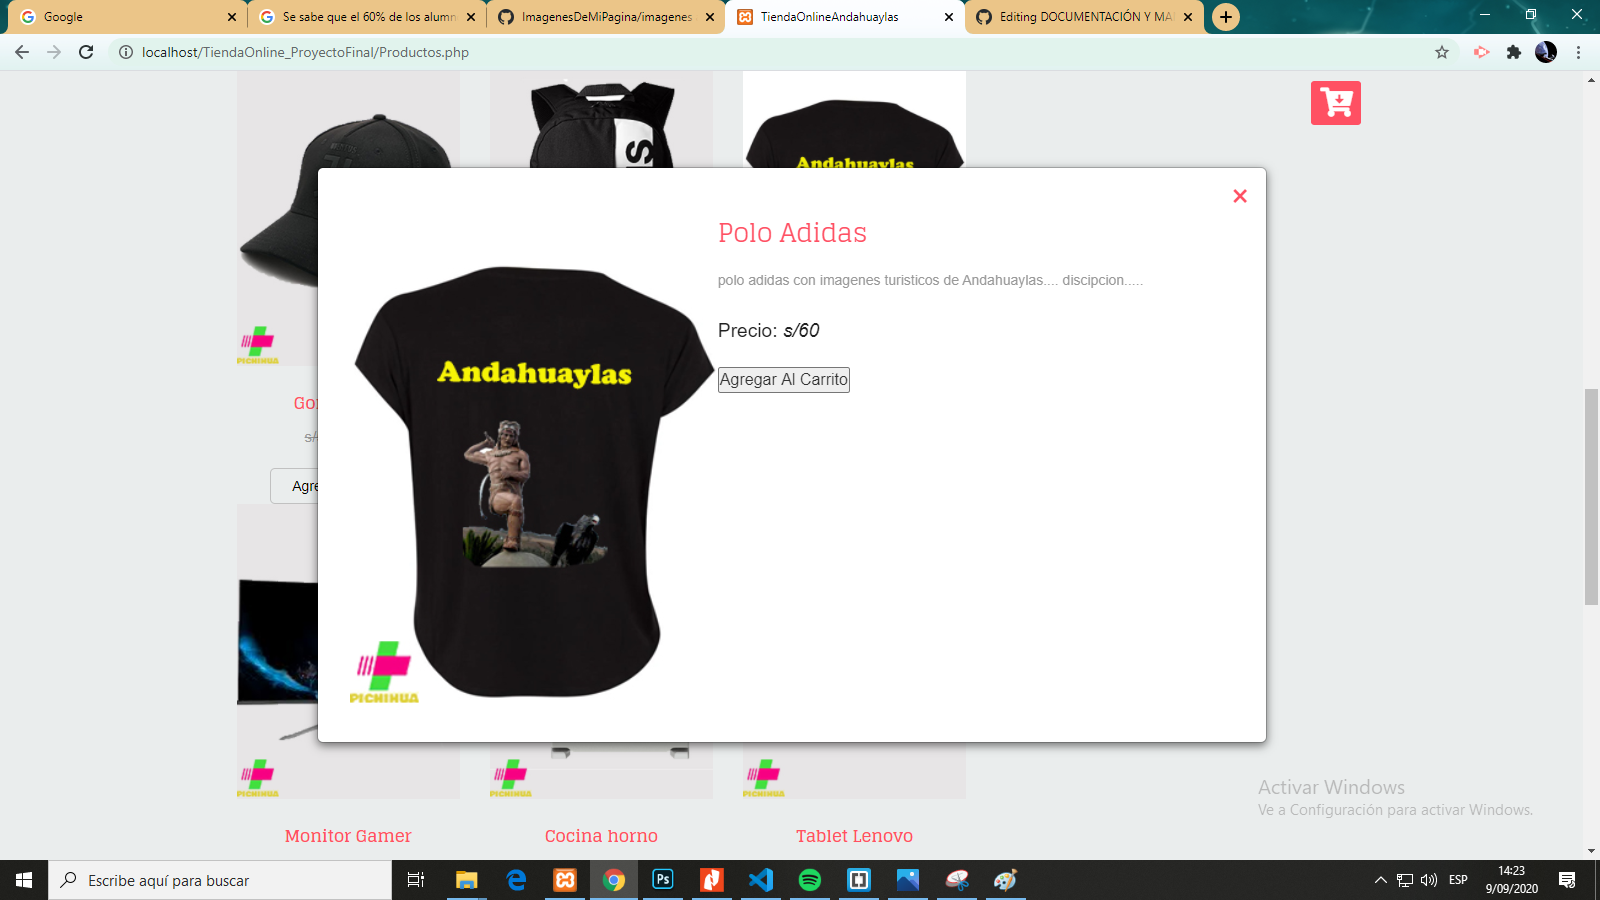 Google
Se sabe que el 60% de los alumn
ImagenesDeMiPagina/imagenes
TiendaOnlineAndahuaylas
Editing DOCUMENTACIÓN Y MA
localhost/TiendaOnline_ProyectoFinal/Productos.php
Andahuaylas
Polo Adidas
polo adidas con imagenes turisticos de Andahuaylas.... discipcion.....
Precio: s/60
Agregar Al Carrito
Andahuaylas
PICHIHUA
PICHIHUA
Gor
s/
Agre
PICHIHUA
PICHIHUA
PICHIHUA
Monitor Gamer
Cocina horno
Tablet Lenovo
Activar Windows
Ve a Configuración para activar Windows.
Escribe aquí para buscar
Ps
ESP
14:23
9/09/2020